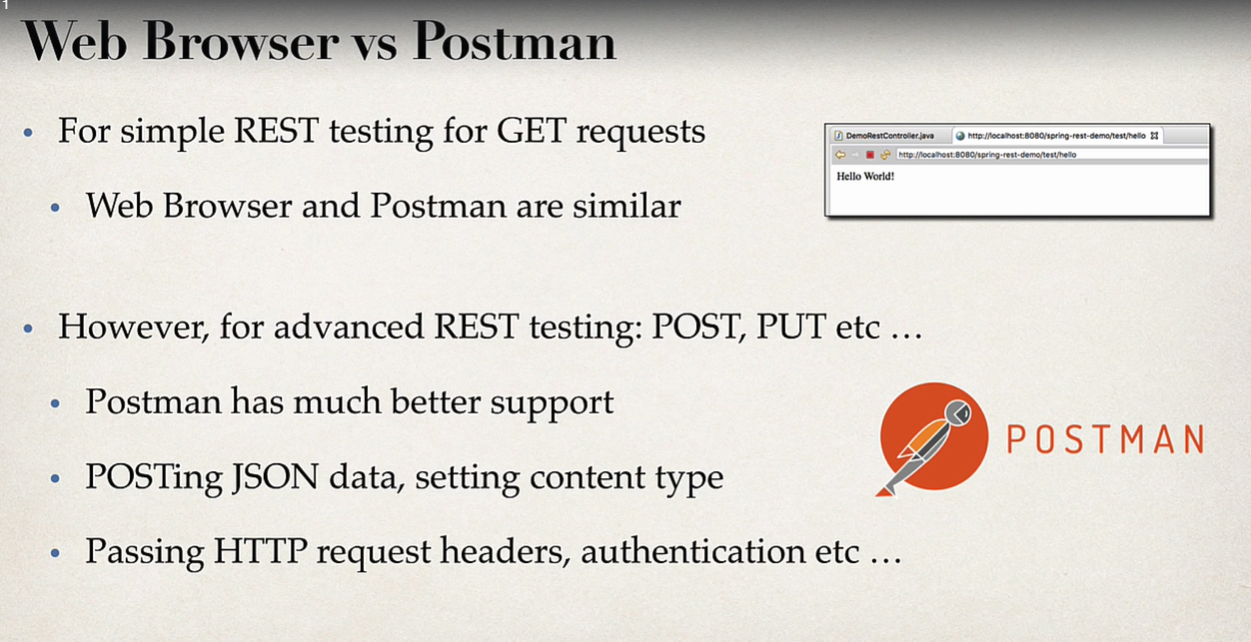 1
Web Browser vs Postman
• For simple REST testing for GET requests
• Web Browser and Postman are similar
DemoRestController.java http://localhost:8080/spring-rest-demo/test/hello
http://localhost:8080/spring-rest-demo/test/hello
Hello World!
• However, for advanced REST testing: POST, PUT etc …
• Postman has much better support
• POSTing JSON data, setting content type
• Passing HTTP request headers, authentication etc …
POSTMAN